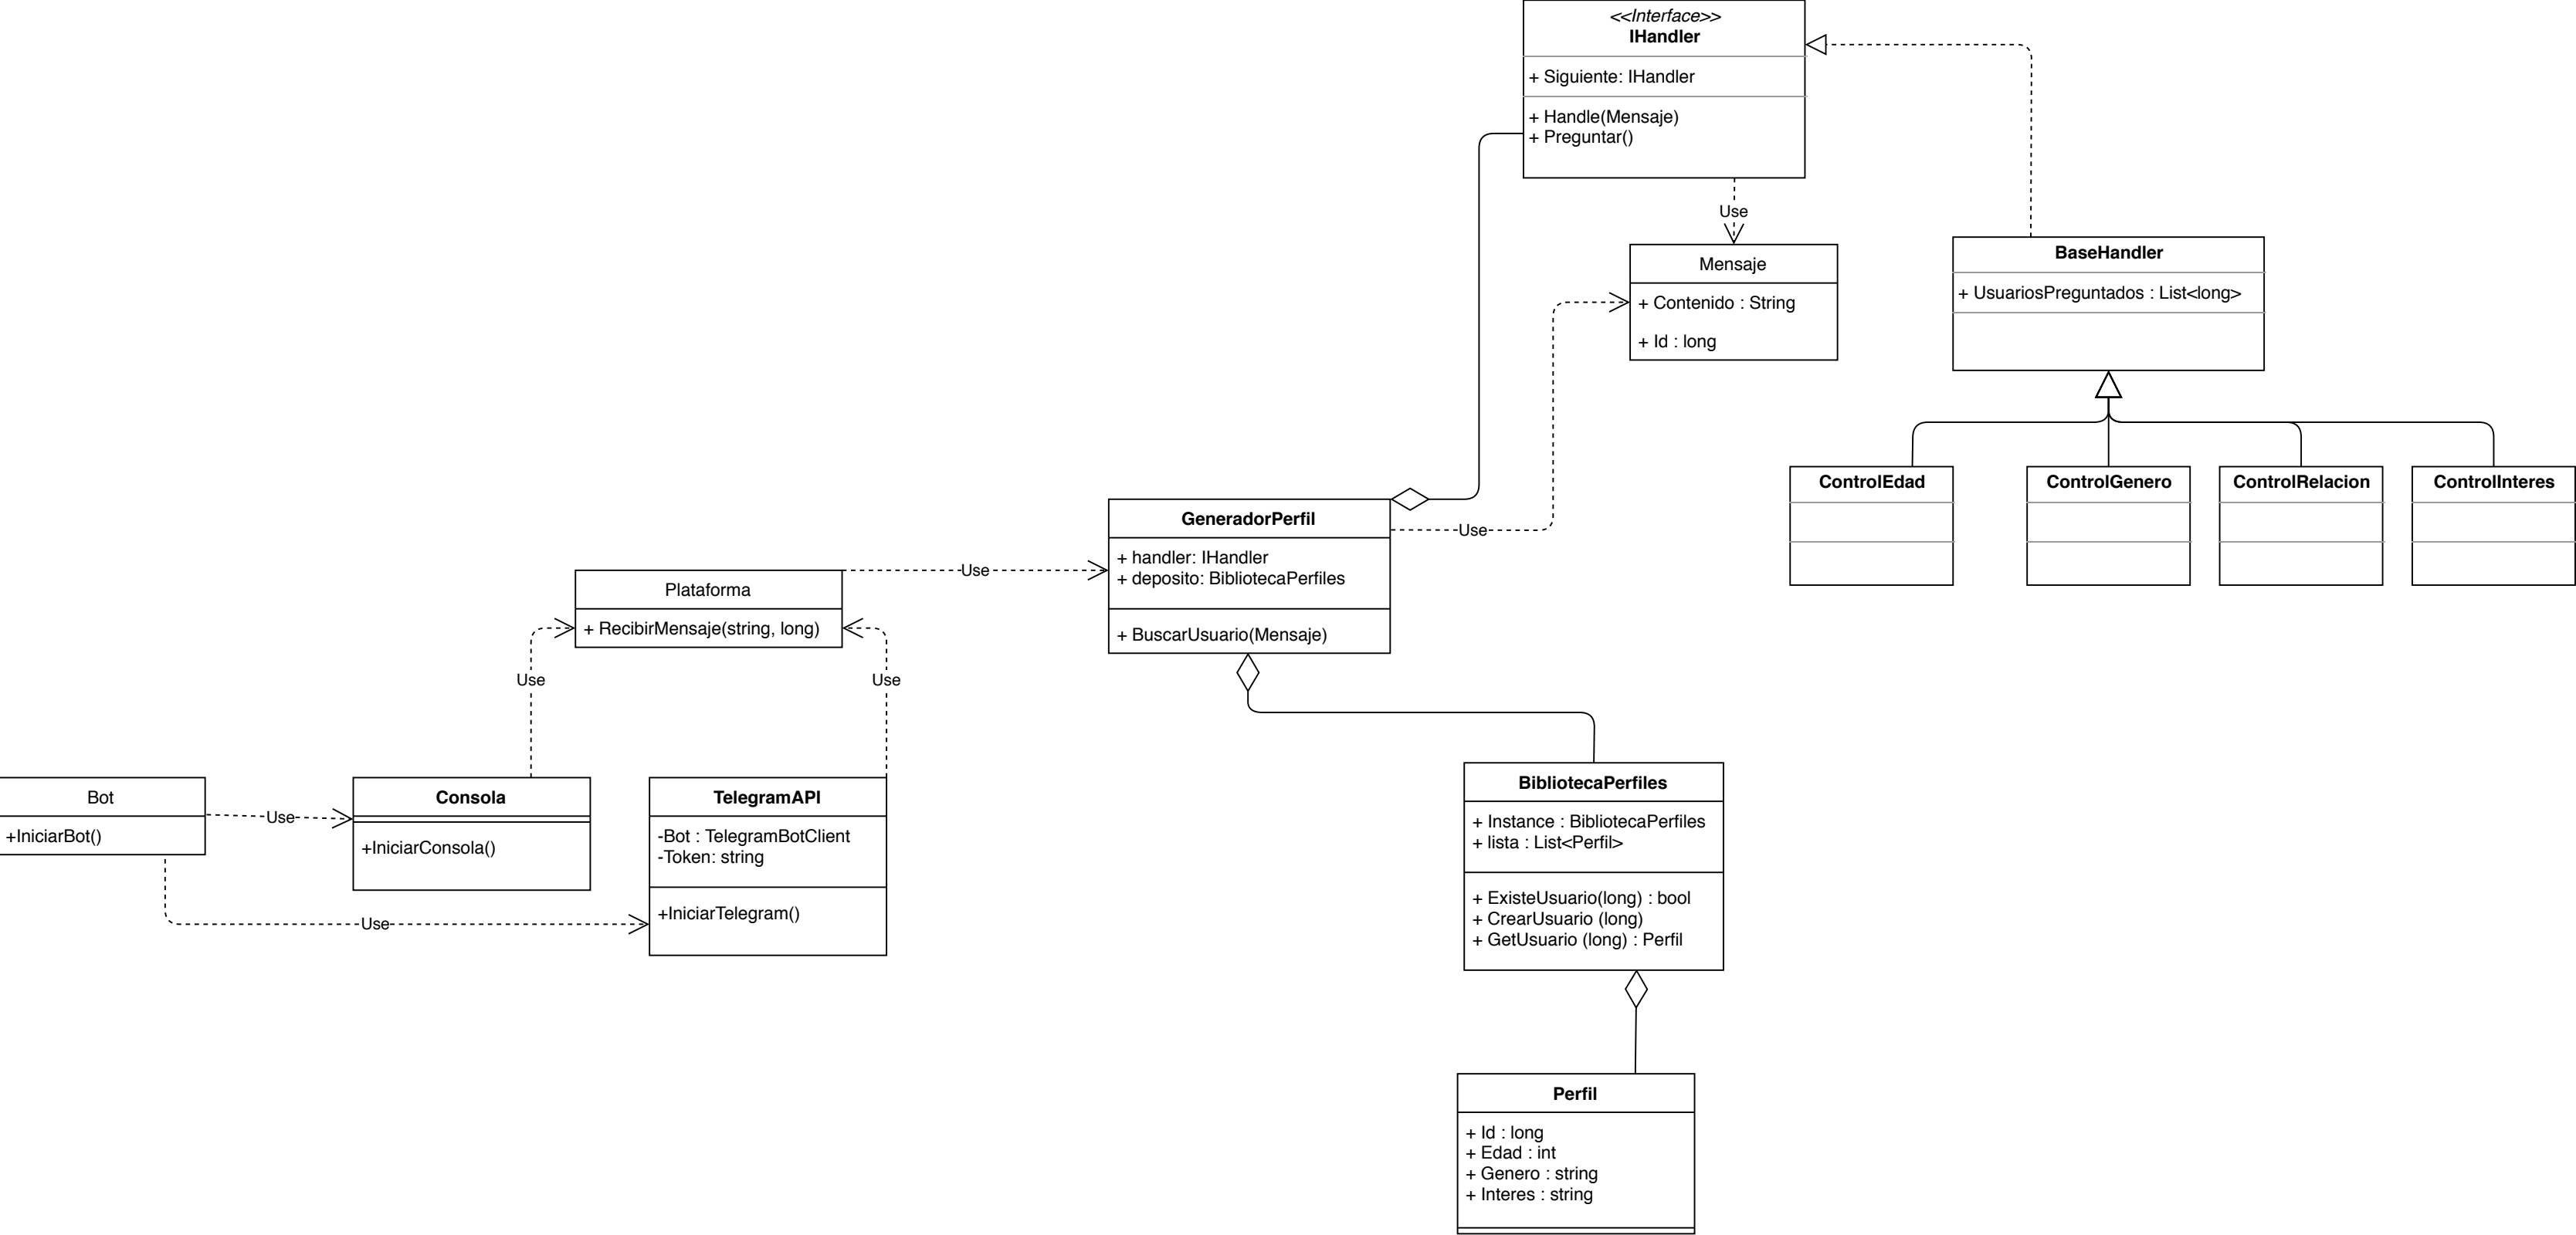 <<Interface>>
IHandler
+ Siguiente: IHandler
+ Handle(Mensaje)
+ Preguntar()
Use
Mensaje
+ Contenido : String
+ Id : long
BaseHandler
+ UsuariosPreguntados : List<long>
ControlEdad
ControlGenero
ControlRelacion
ControlInteres
GeneradorPerfil
+ handler: IHandler
+ deposito: BibliotecaPerfiles
+ BuscarUsuario(Mensaje)
Use
Use
Plataforma
+ RecibirMensaje(string, long)
Use
Use
Bot
+IniciarBot()
Use
Consola
+IniciarConsola()
TelegramAPI
-Bot : TelegramBotClient
-Token: string
+IniciarTelegram()
Use
BibliotecaPerfiles
+ Instance : BibliotecaPerfiles
+ lista : List<Perfil>
+ ExisteUsuario(long) : bool
+ CrearUsuario (long)
+ GetUsuario (long) : Perfil
Perfil
+ Id : long
+ Edad : int
+ Genero : string
+ Interes : string